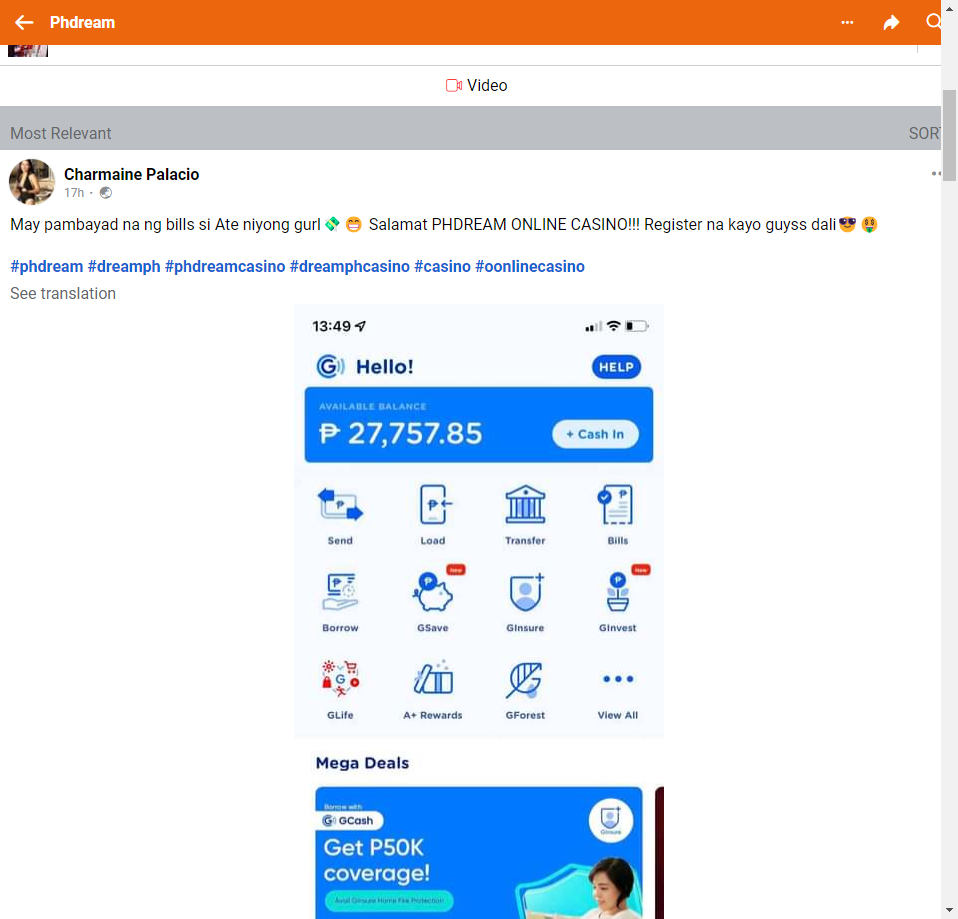 Phdream
Video
Most Relevant
SORT
Charmaine Palacio
17h ·
May pambayad na ng bills si Ate niyong gurl💸 😁 Salamat PHDREAM ONLINE CASINO!!! Register na kayo guyss dali😎 🤑
#phdream #dreamph #phdreamcasino #dreamphcasino #casino #oonlinecasino
See translation
13:49
Hello!
HELP
AVAILABLE BALANCE
₱ 27,757.85
+ Cash In
Send Load Transfer Bills
New New
Borrow GSave GInsure GInvest
GLife A+ Rewards GForest View All
Mega Deals
Borrow with
GCash
GInsure
Get P50K
coverage!
Avail GInsure Home Fire Protection